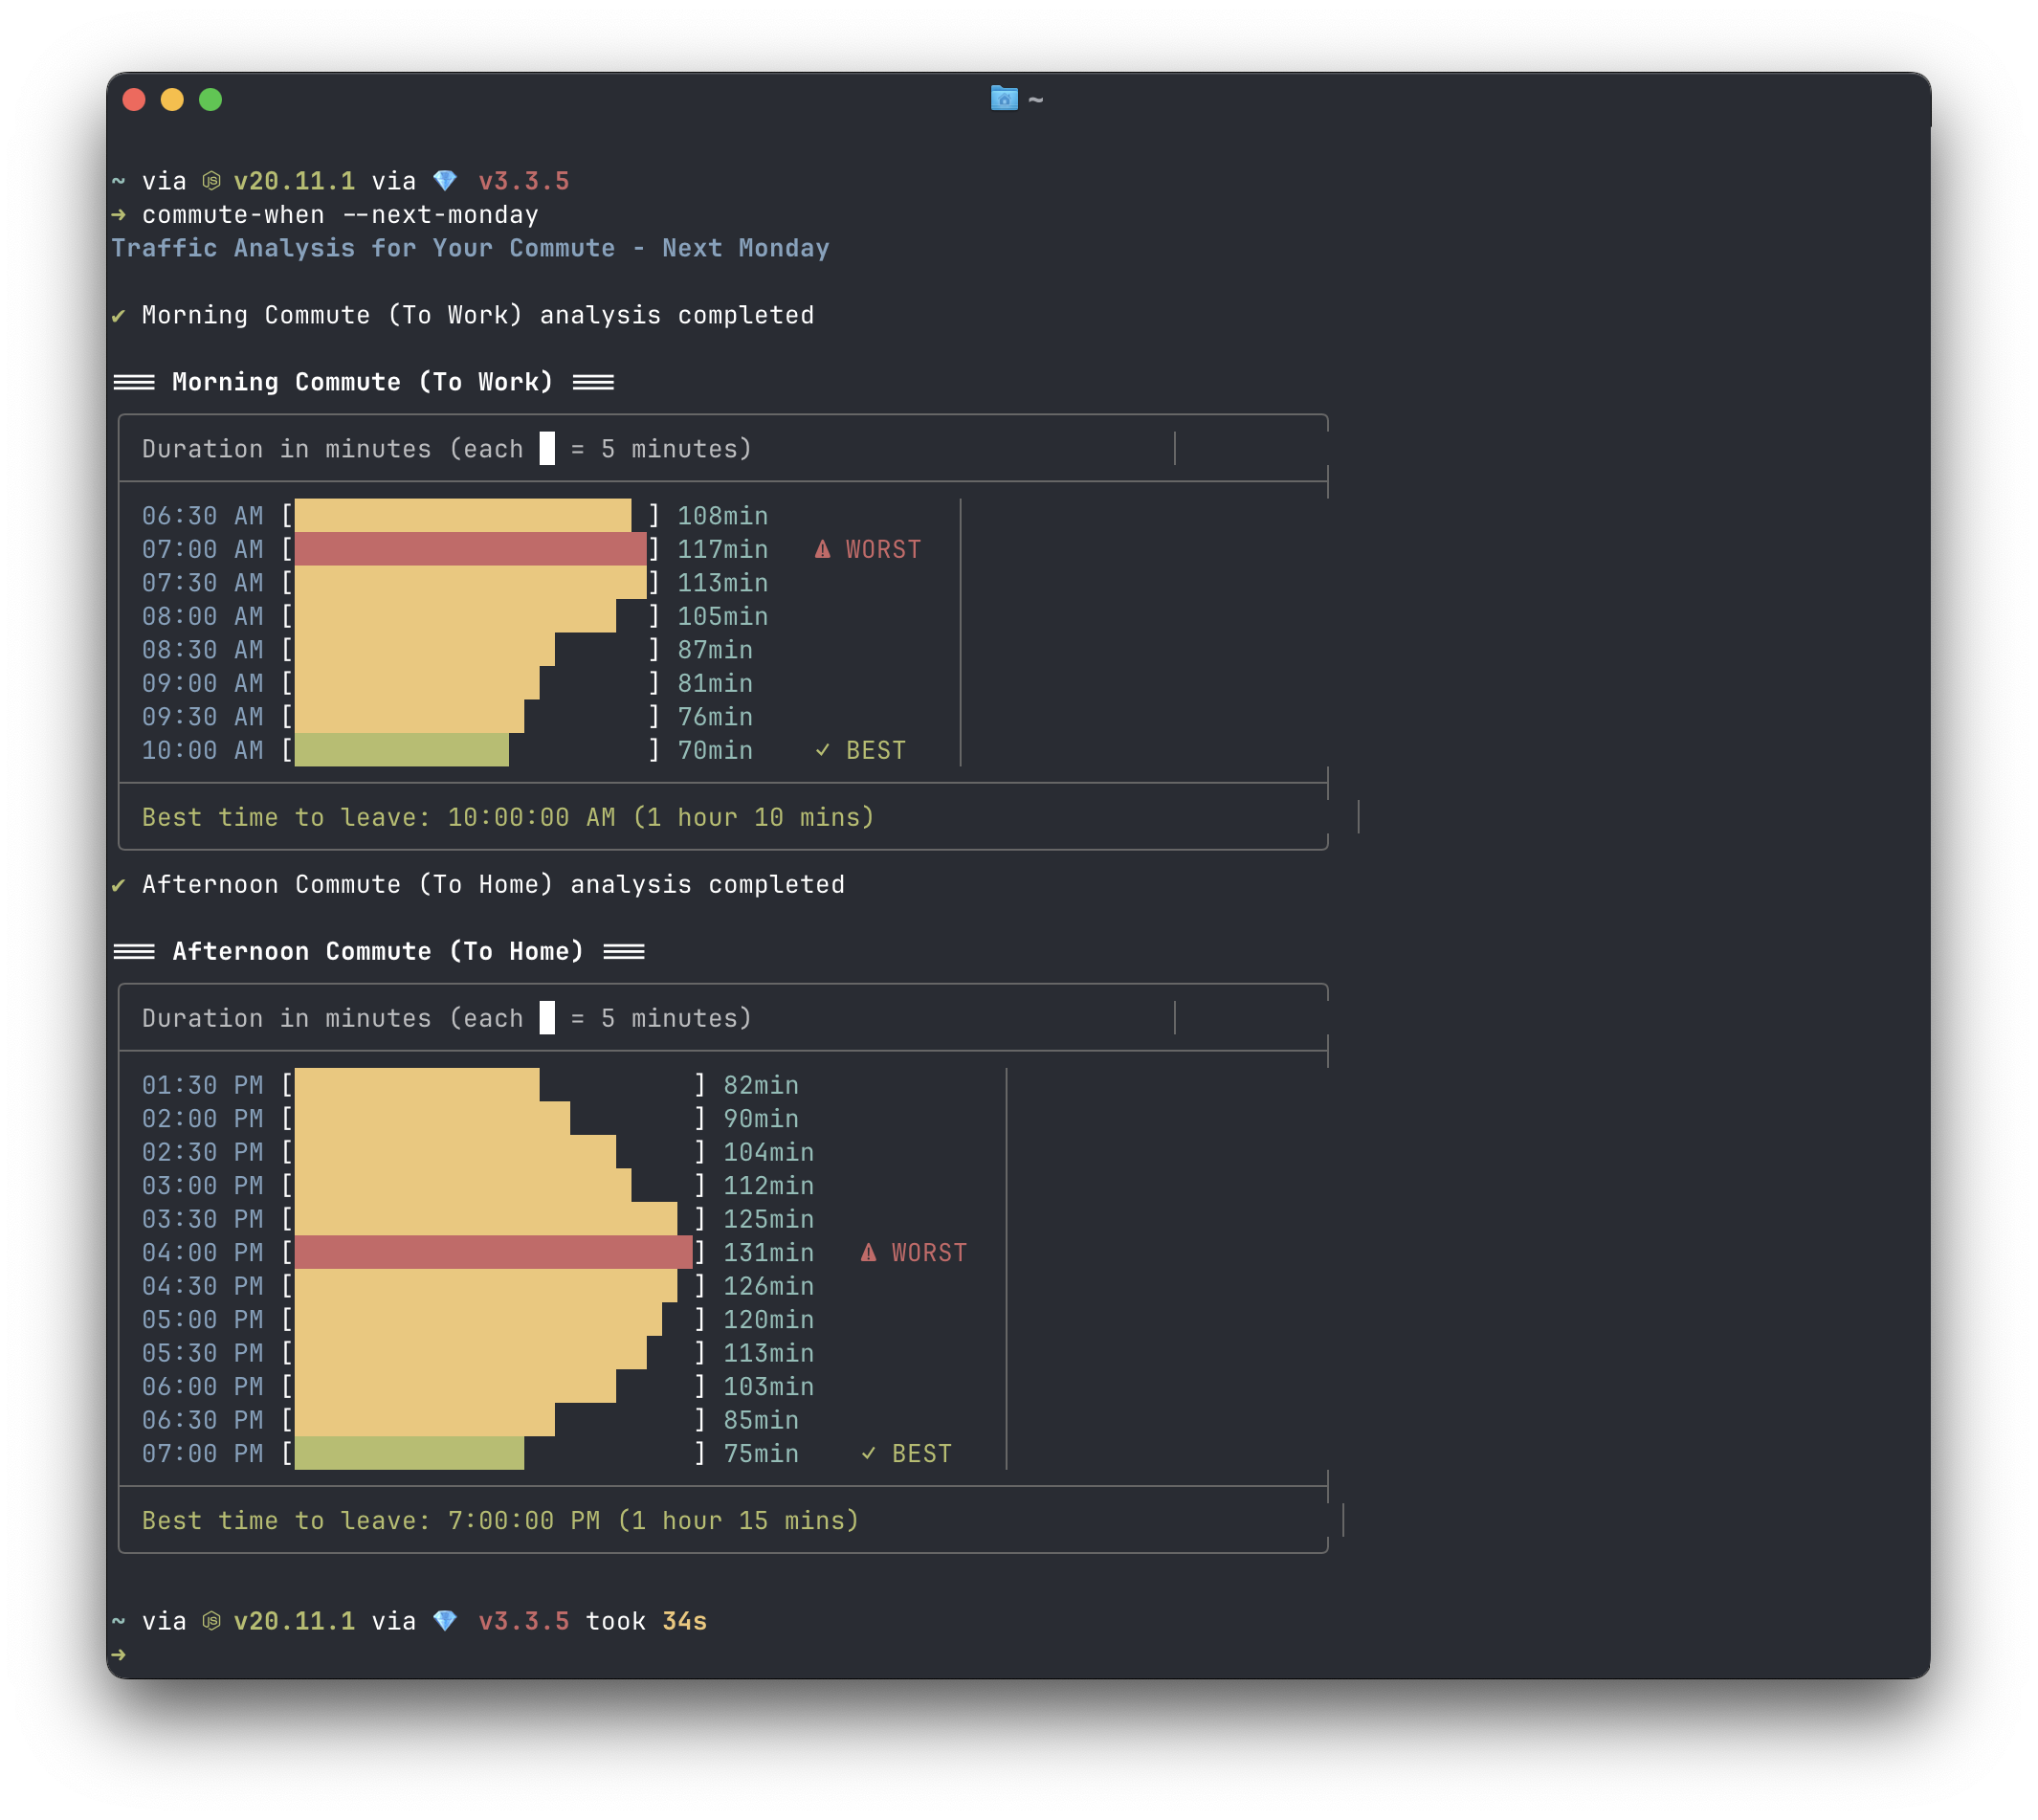 ~
~ via JS v20.11.1 via 💎 v3.3.5
➜ commute-when --next-monday
Traffic Analysis for Your Commute - Next Monday
✔ Morning Commute (To Work) analysis completed
=== Morning Commute (To Work) ===
Duration in minutes (each █ = 5 minutes)
06:30 AM [ ] 108min
07:00 AM [ ] 117min ⚠ WORST
07:30 AM [ ] 113min
08:00 AM [ ] 105min
08:30 AM [ ] 87min
09:00 AM [ ] 81min
09:30 AM [ ] 76min
10:00 AM [ ] 70min ✓ BEST
Best time to leave: 10:00:00 AM (1 hour 10 mins)
✔ Afternoon Commute (To Home) analysis completed
=== Afternoon Commute (To Home) ===
Duration in minutes (each █ = 5 minutes)
01:30 PM [ ] 82min
02:00 PM [ ] 90min
02:30 PM [ ] 104min
03:00 PM [ ] 112min
03:30 PM [ ] 125min
04:00 PM [ ] 131min ⚠ WORST
04:30 PM [ ] 126min
05:00 PM [ ] 120min
05:30 PM [ ] 113min
06:00 PM [ ] 103min
06:30 PM [ ] 85min
07:00 PM [ ] 75min ✓ BEST
Best time to leave: 7:00:00 PM (1 hour 15 mins)
~ via JS v20.11.1 via 💎 v3.3.5 took 34s
➜